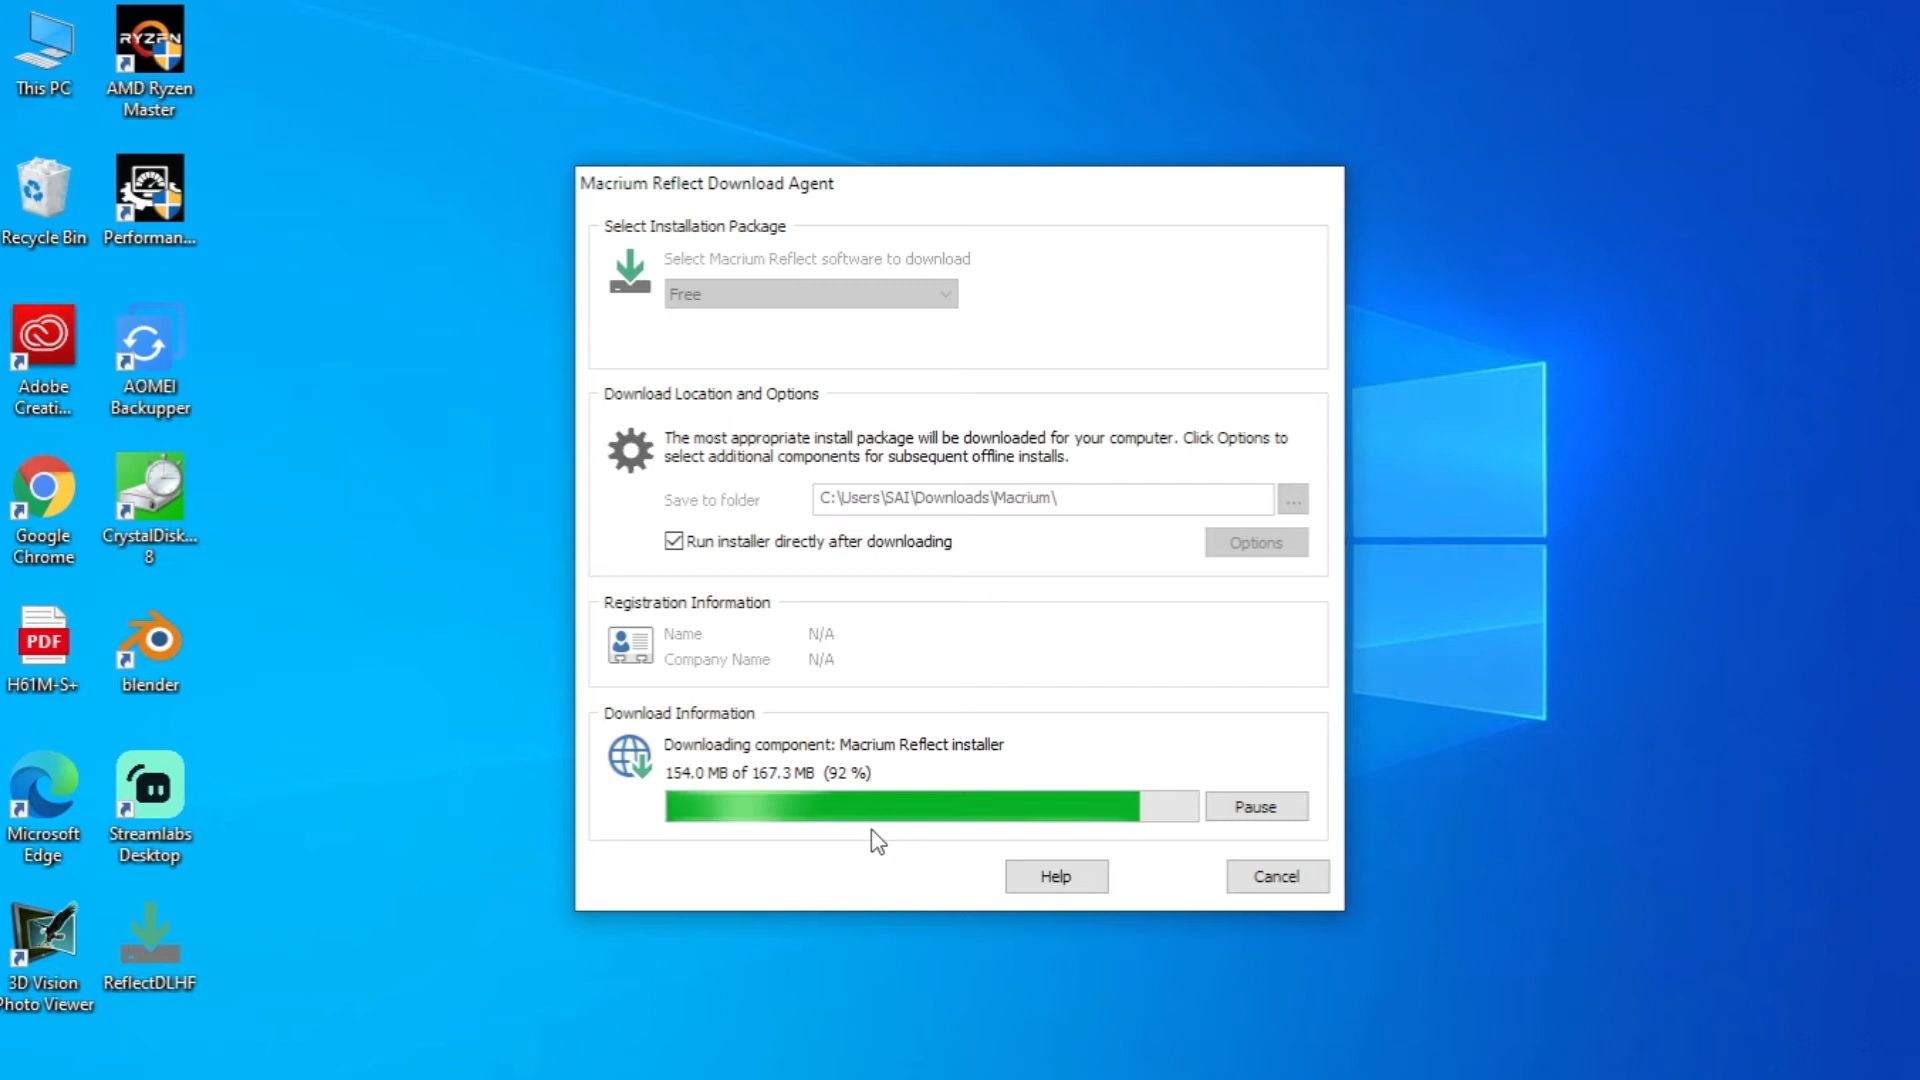 This PC
RYZEN
AMD Ryzen
Master
Recycle Bin
Performan...
Adobe
Creati...
AOMEI
Backupper
Google
Chrome
CrystalDisk...
8
PDF
H61M-S+
blender
Microsoft
Edge
Streamlabs
Desktop
3D Vision
Photo Viewer
ReflectDLHF
Macrium Reflect Download Agent
Select Installation Package
Select Macrium Reflect software to download
Free
Download Location and Options
The most appropriate install package will be downloaded for your computer. Click Options to
select additional components for subsequent offline installs.
Save to folder C:\Users\SAI\Downloads\Macrium\ ...
Run installer directly after downloading Options
Registration Information
Name N/A
Company Name N/A
Download Information
Downloading component: Macrium Reflect installer
154.0 MB of 167.3 MB (92 %)
Pause
Help Cancel